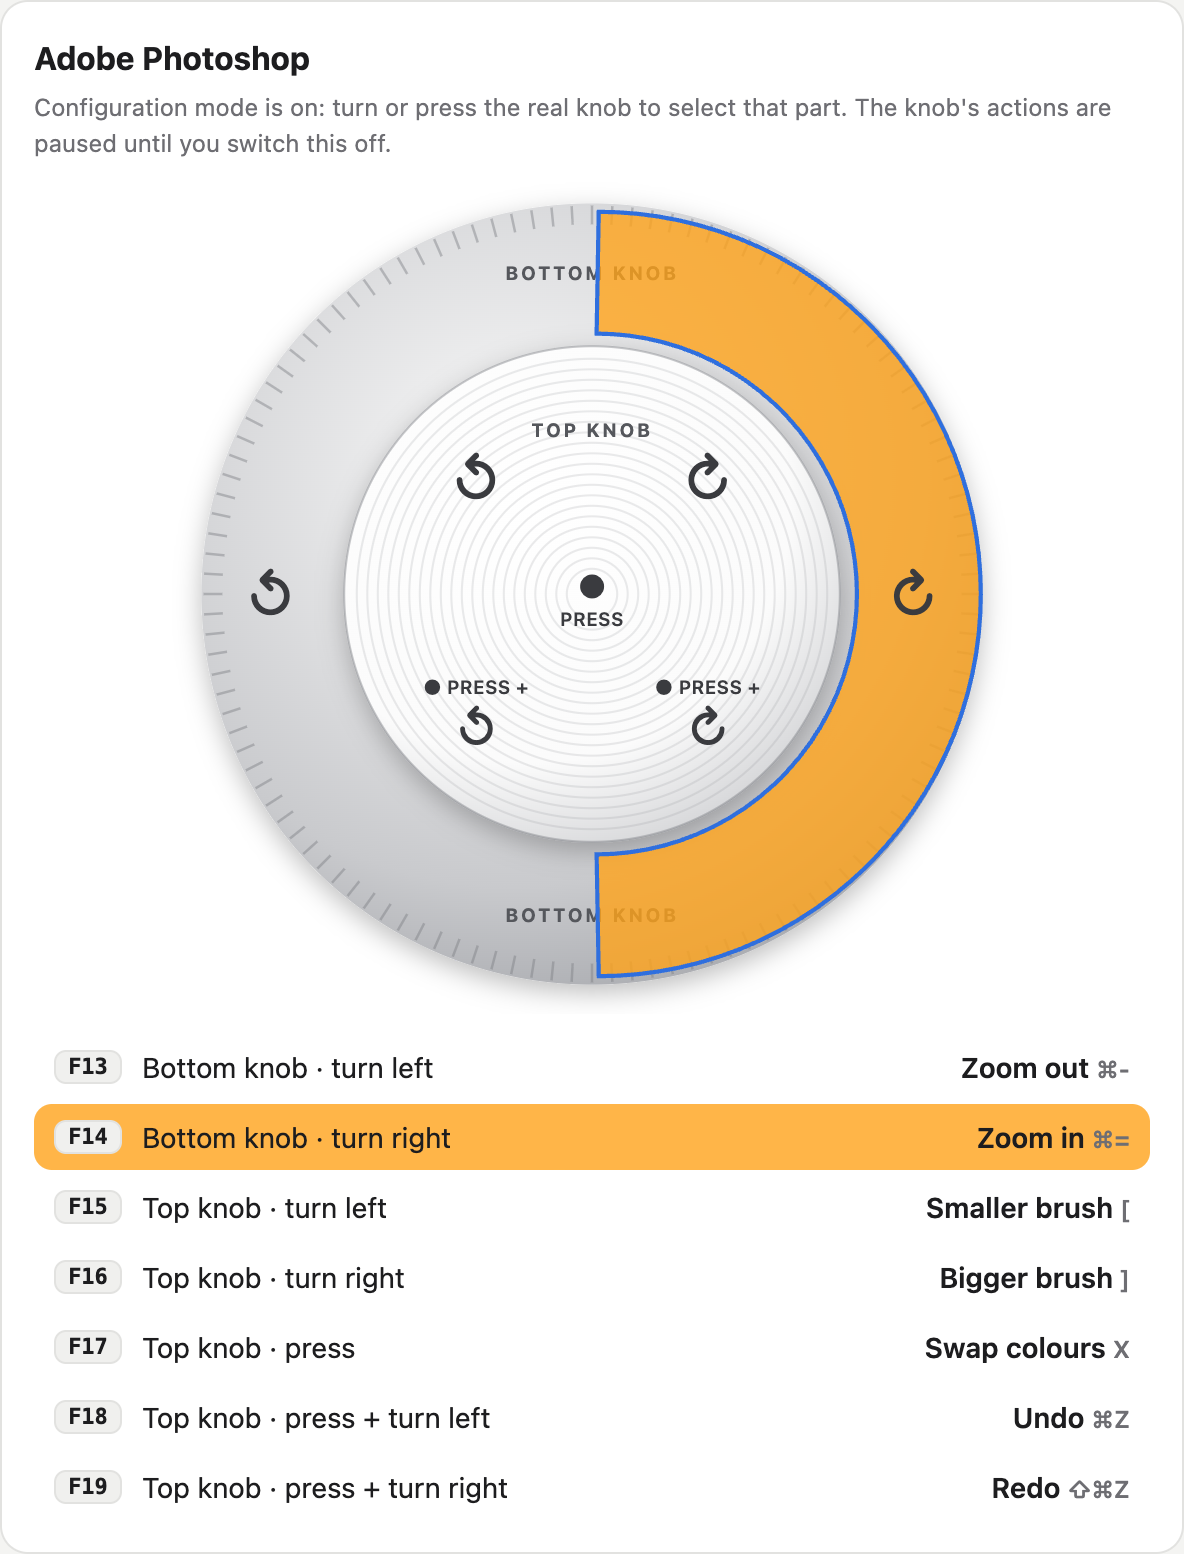 Adobe Photoshop
Configuration mode is on: turn or press the real knob to select that part. The knob's actions are
paused until you switch this off.
BOTTOM KNOB
TOP KNOB
PRESS
PRESS + PRESS +
BOTTOM KNOB
F13 Bottom knob · turn left Zoom out ⌘-
F14 Bottom knob · turn right Zoom in ⌘=
F15 Top knob · turn left Smaller brush [
F16 Top knob · turn right Bigger brush ]
F17 Top knob · press Swap colours X
F18 Top knob · press + turn left Undo ⌘Z
F19 Top knob · press + turn right Redo ⇧⌘Z